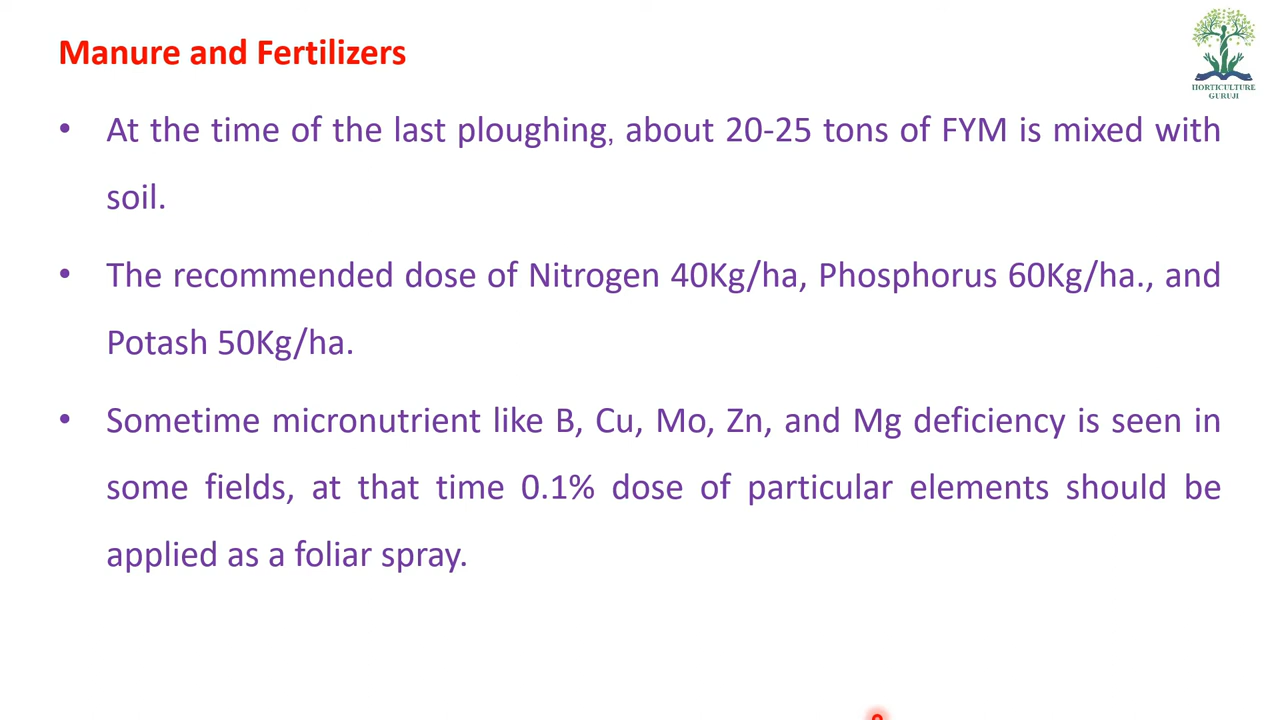 Manure and Fertilizers
HORTICULTURE
GURUJI
• At the time of the last ploughing, about 20-25 tons of FYM is mixed with
soil.
• The recommended dose of Nitrogen 40Kg/ha, Phosphorus 60Kg/ha., and
Potash 50Kg/ha.
• Sometime micronutrient like B, Cu, Mo, Zn, and Mg deficiency is seen in
some fields, at that time 0.1% dose of particular elements should be
applied as a foliar spray.